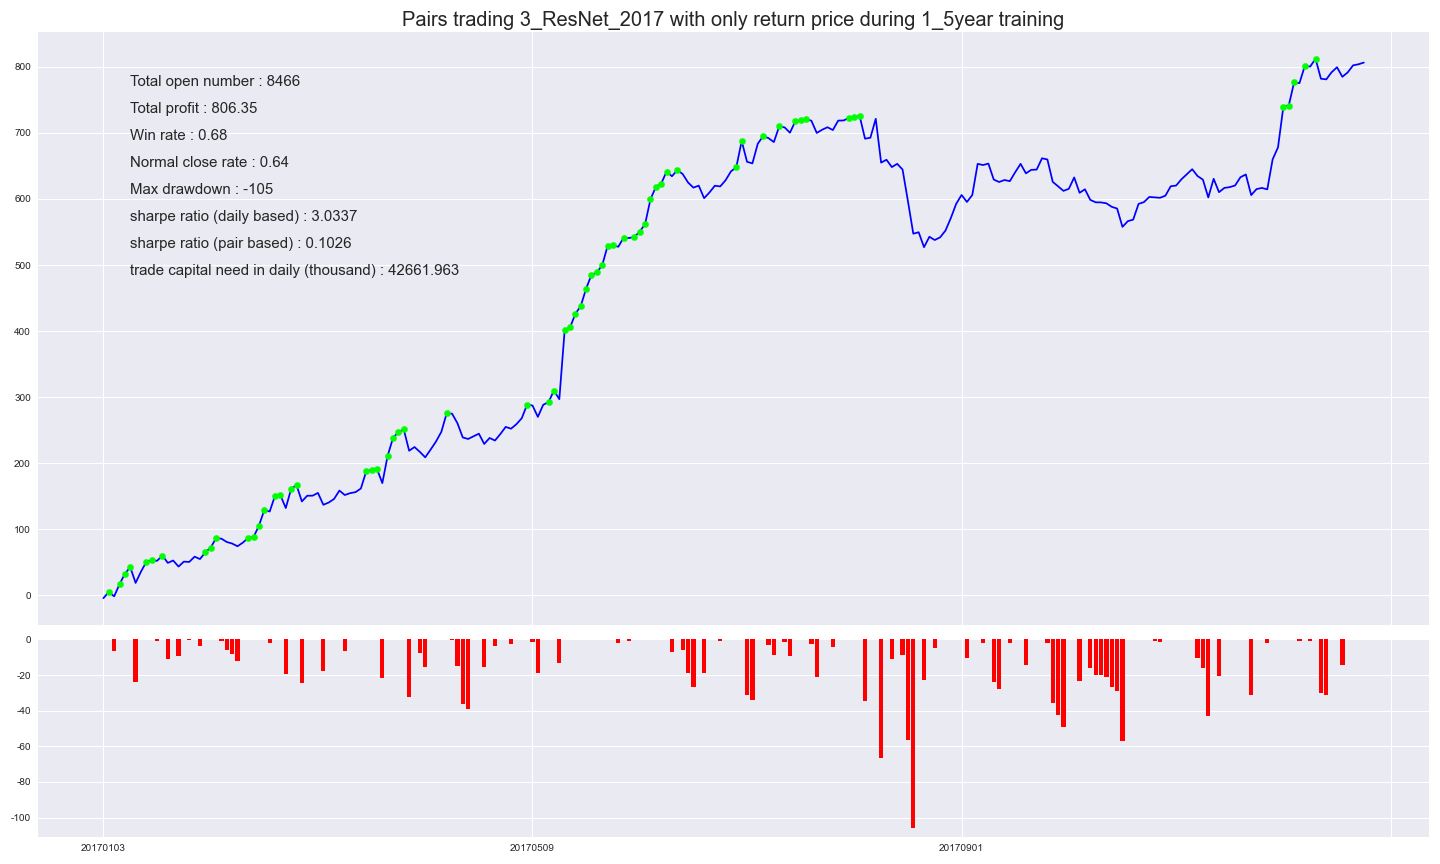 Pairs trading 3_ResNet_2017 with only return price during 1_5year training
800
700
600
500
400
300
200
100
0
Total open number : 8466
Total profit : 806.35
Win rate : 0.68
Normal close rate : 0.64
Max drawdown : -105
sharpe ratio (daily based) : 3.0337
sharpe ratio (pair based) : 0.1026
trade capital need in daily (thousand) : 42661.963
0
-20
-40
-60
-80
-100
20170103
20170509
20170901